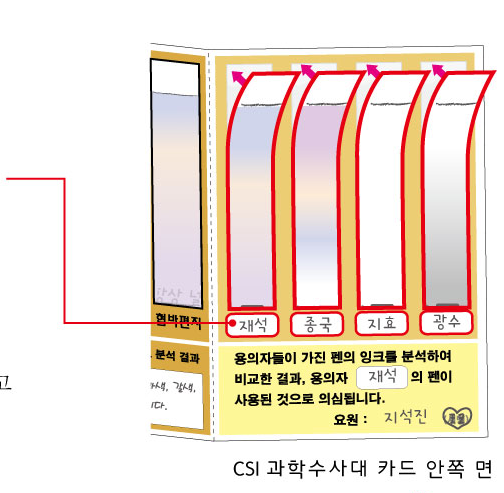 협박편지
재석 종국 지효 광수
분석 결과
용의자들이 가진 펜의 잉크를 분석하여
비교한 결과, 용의자 재석 의 펜이
사용된 것으로 의심됩니다.
요원 : 지석진
고
CSI 과학수사대 카드 안쪽 면